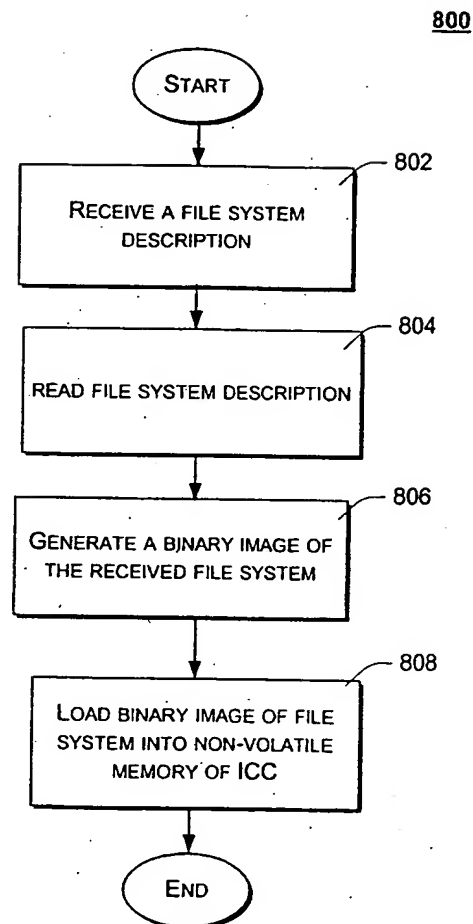 800
START
802
RECEIVE A FILE SYSTEM
DESCRIPTION
804
READ FILE SYSTEM DESCRIPTION
806
GENERATE A BINARY IMAGE OF
THE RECEIVED FILE SYSTEM
808
LOAD BINARY IMAGE OF FILE
SYSTEM INTO NON-VOLATILE
MEMORY OF ICC
END